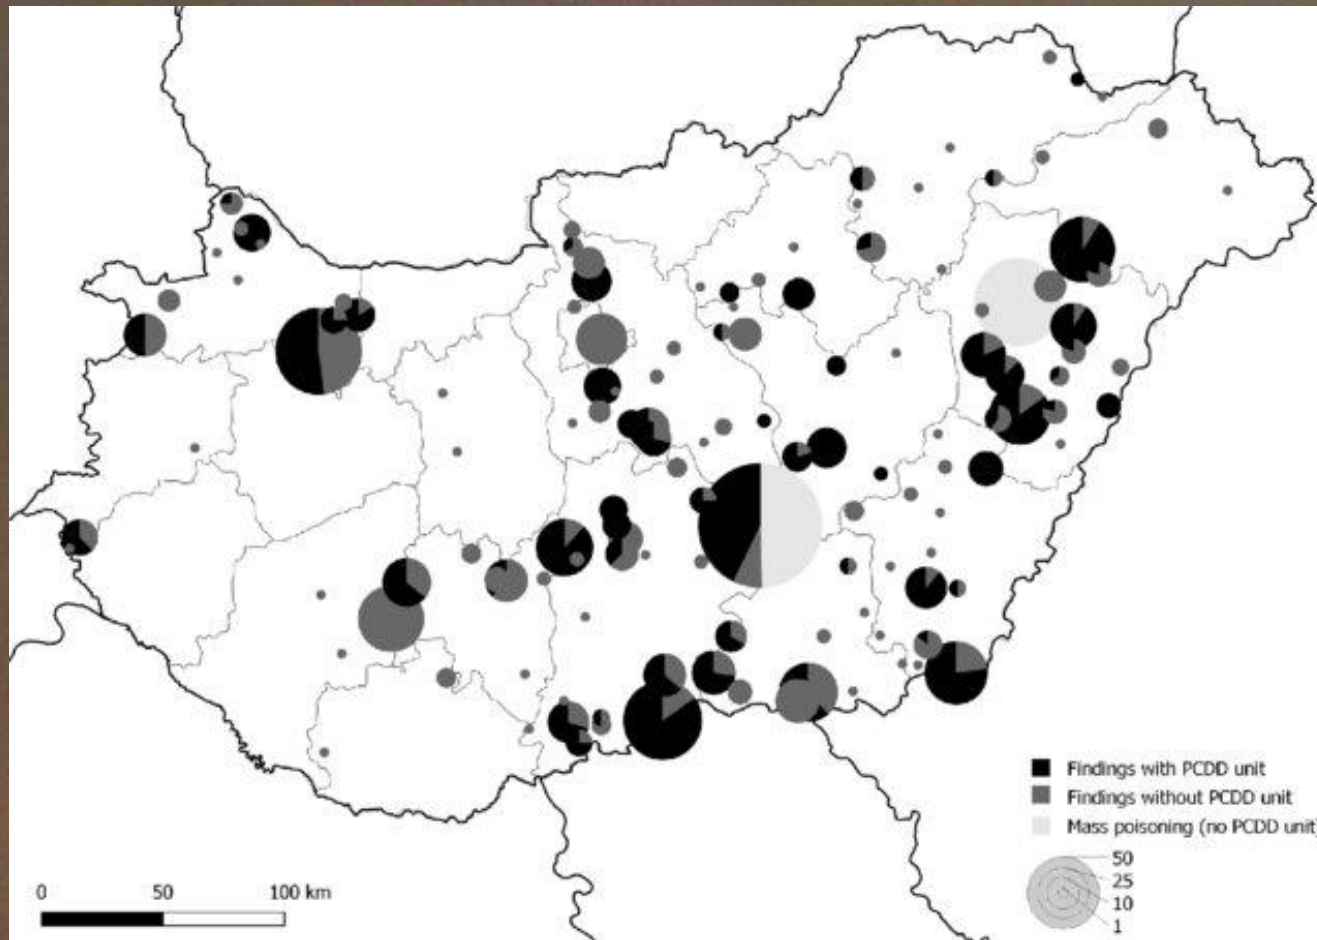 Findings with PCDD unit
Findings without PCDD unit
Mass poisoning (no PCDD unit)
50
25
10
1
0 50 100 km